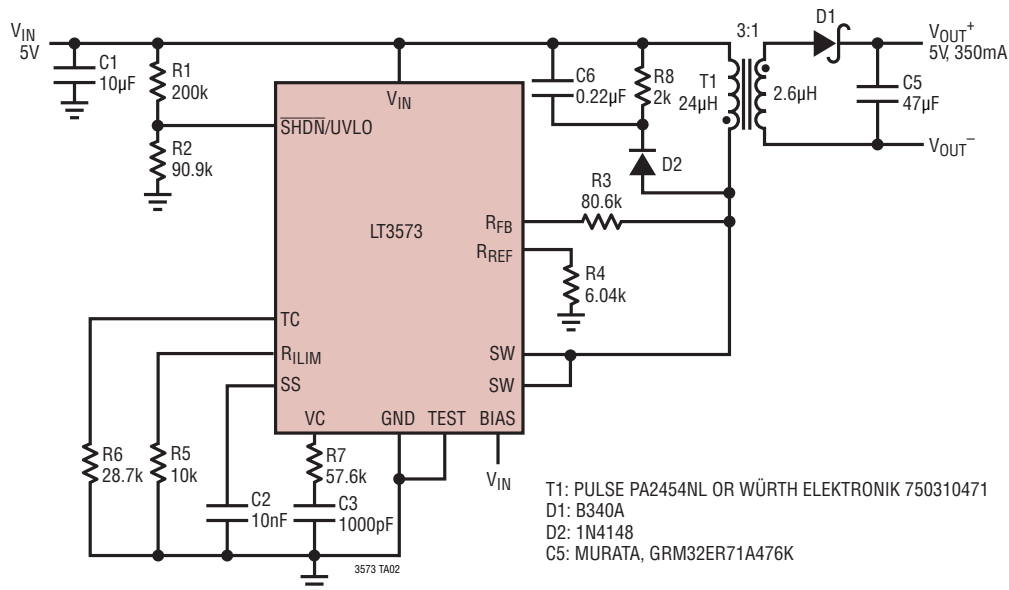 VIN
5V
C1
10µF
R1
200k
R2
90.9k
VIN
SHDN/UVLO
LT3573
RFB
RREF
TC
RILIM
SS
SW
SW
VC
GND
TEST
BIAS
VIN
C6
0.22µF
R8
2k
D2
R3
80.6k
R4
6.04k
3:1
T1
24µH
2.6µH
D1
VOUT+
5V, 350mA
C5
47µF
VOUT–
R6
28.7k
R5
10k
C2
10nF
R7
57.6k
C3
1000pF
3573 TA02
T1: PULSE PA2454NL OR WÜRTH ELEKTRONIK 750310471
D1: B340A
D2: 1N4148
C5: MURATA, GRM32ER71A476K